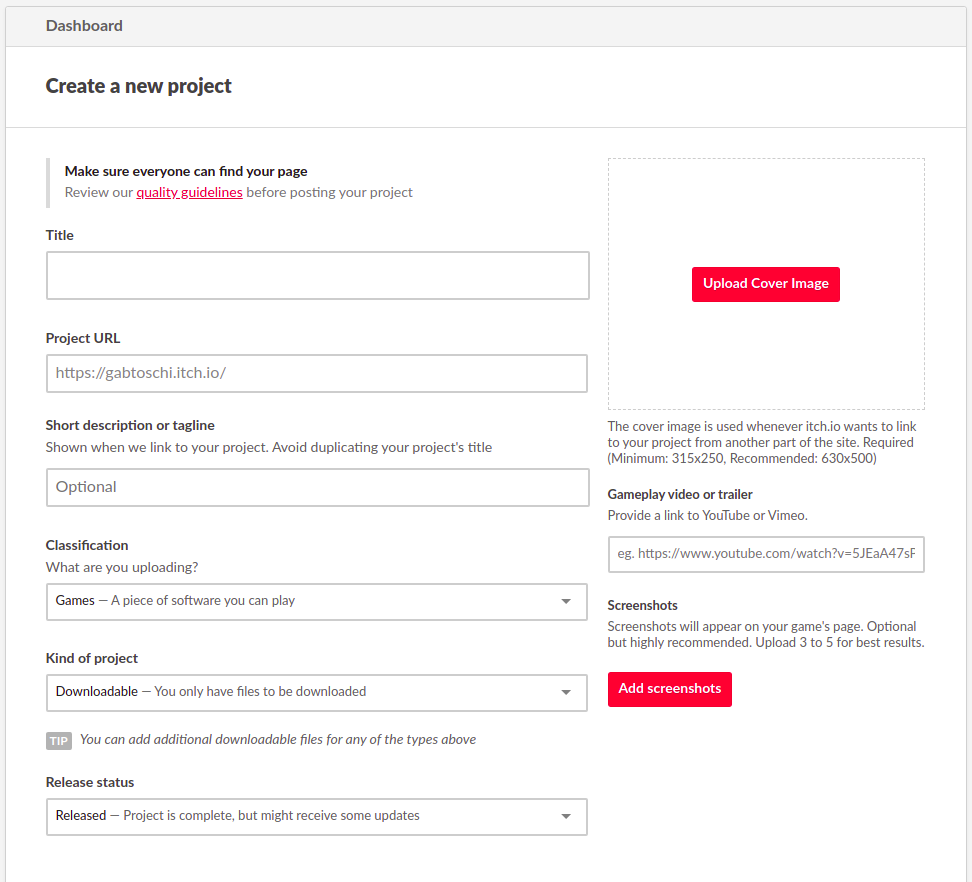 Dashboard
Create a new project
Make sure everyone can find your page
Review our quality guidelines before posting your project
Title
Project URL
https://gabtoschi.itch.io/
Short description or tagline
Shown when we link to your project. Avoid duplicating your project's title
Optional
Classification
What are you uploading?
Games — A piece of software you can play
Kind of project
Downloadable — You only have files to be downloaded
TIP You can add additional downloadable files for any of the types above
Release status
Released — Project is complete, but might receive some updates
Upload Cover Image
The cover image is used whenever itch.io wants to link
to your project from another part of the site. Required
(Minimum: 315x250, Recommended: 630x500)
Gameplay video or trailer
Provide a link to YouTube or Vimeo.
eg. https://www.youtube.com/watch?v=5JEaA47sF
Screenshots
Screenshots will appear on your game's page. Optional
but highly recommended. Upload 3 to 5 for best results.
Add screenshots